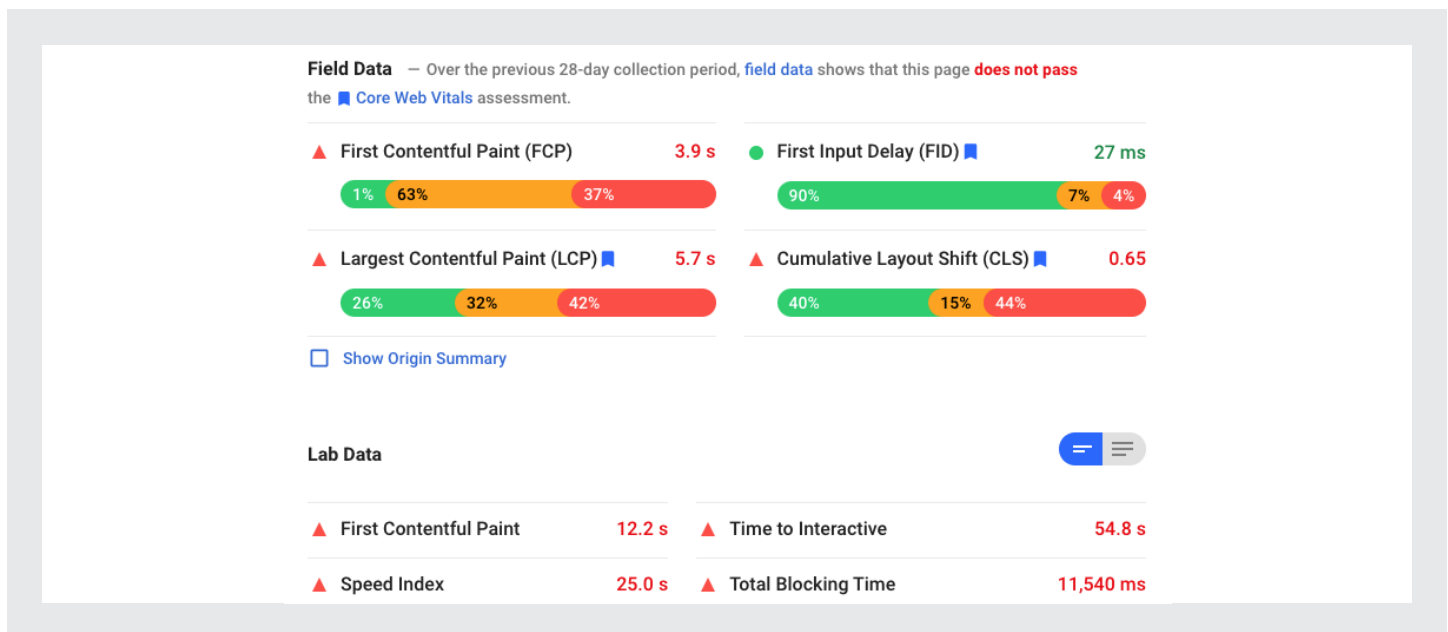 Field Data — Over the previous 28-day collection period, field data shows that this page does not pass
the Core Web Vitals assessment.
First Contentful Paint (FCP) 3.9 s
1% 63% 37%
First Input Delay (FID) 27 ms
90% 7% 4%
Largest Contentful Paint (LCP) 5.7 s
26% 32% 42%
Cumulative Layout Shift (CLS) 0.65
40% 15% 44%
Show Origin Summary
Lab Data
First Contentful Paint 12.2 s
Time to Interactive 54.8 s
Speed Index 25.0 s
Total Blocking Time 11,540 ms